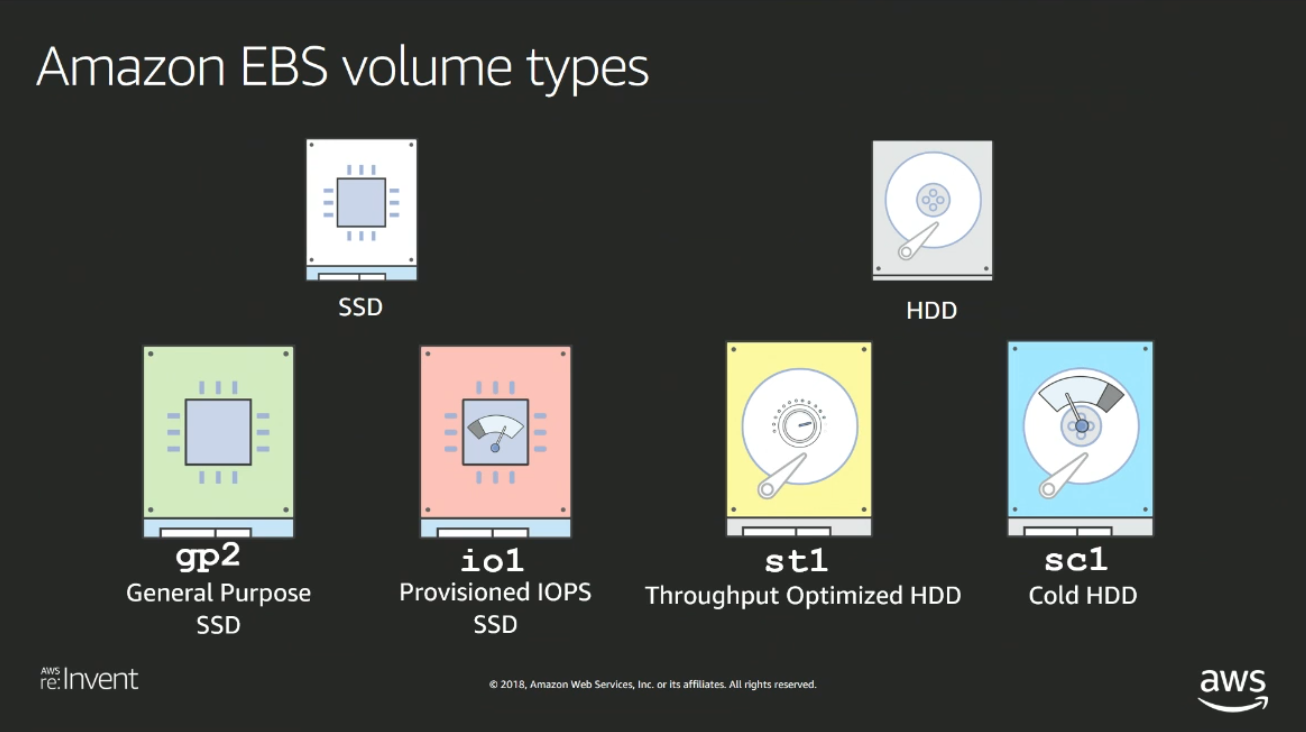 Amazon EBS volume types
SSD
HDD
gp2
General Purpose
SSD
io1
Provisioned IOPS
SSD
st1
Throughput Optimized HDD
sc1
Cold HDD
AWS
re:Invent
© 2018, Amazon Web Services, Inc. or its affiliates. All rights reserved.
aws